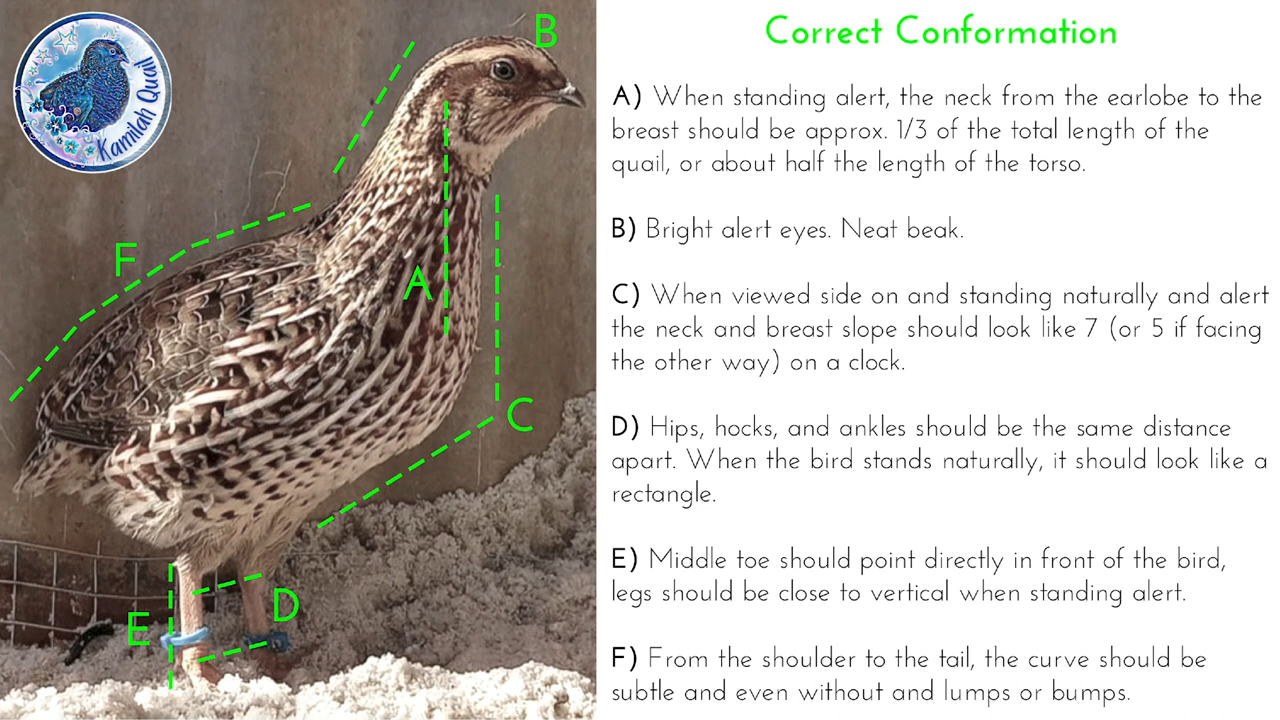 Kamilah Quail
B
F
A
C
D
E
Correct Conformation
A) When standing alert, the neck from the earlobe to the
breast should be approx. 1/3 of the total length of the
quail, or about half the length of the torso.
B) Bright alert eyes. Neat beak.
C) When viewed side on and standing naturally and alert
the neck and breast slope should look like 7 (or 5 if facing
the other way) on a clock.
D) Hips, hocks, and ankles should be the same distance
apart. When the bird stands naturally, it should look like a
rectangle.
E) Middle toe should point directly in front of the bird,
legs should be close to vertical when standing alert.
F) From the shoulder to the tail, the curve should be
subtle and even without and lumps or bumps.